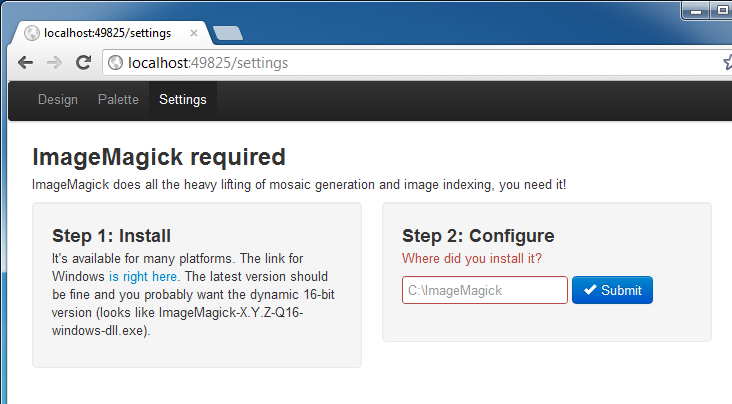 localhost:49825/settings
localhost:49825/settings
Design Palette Settings
ImageMagick required
ImageMagick does all the heavy lifting of mosaic generation and image indexing, you need it!
Step 1: Install
It's available for many platforms. The link for
Windows is right here. The latest version should
be fine and you probably want the dynamic 16-bit
version (looks like ImageMagick-X.Y.Z-Q16-
windows-dll.exe).
Step 2: Configure
Where did you install it?
C:\ImageMagick
Submit